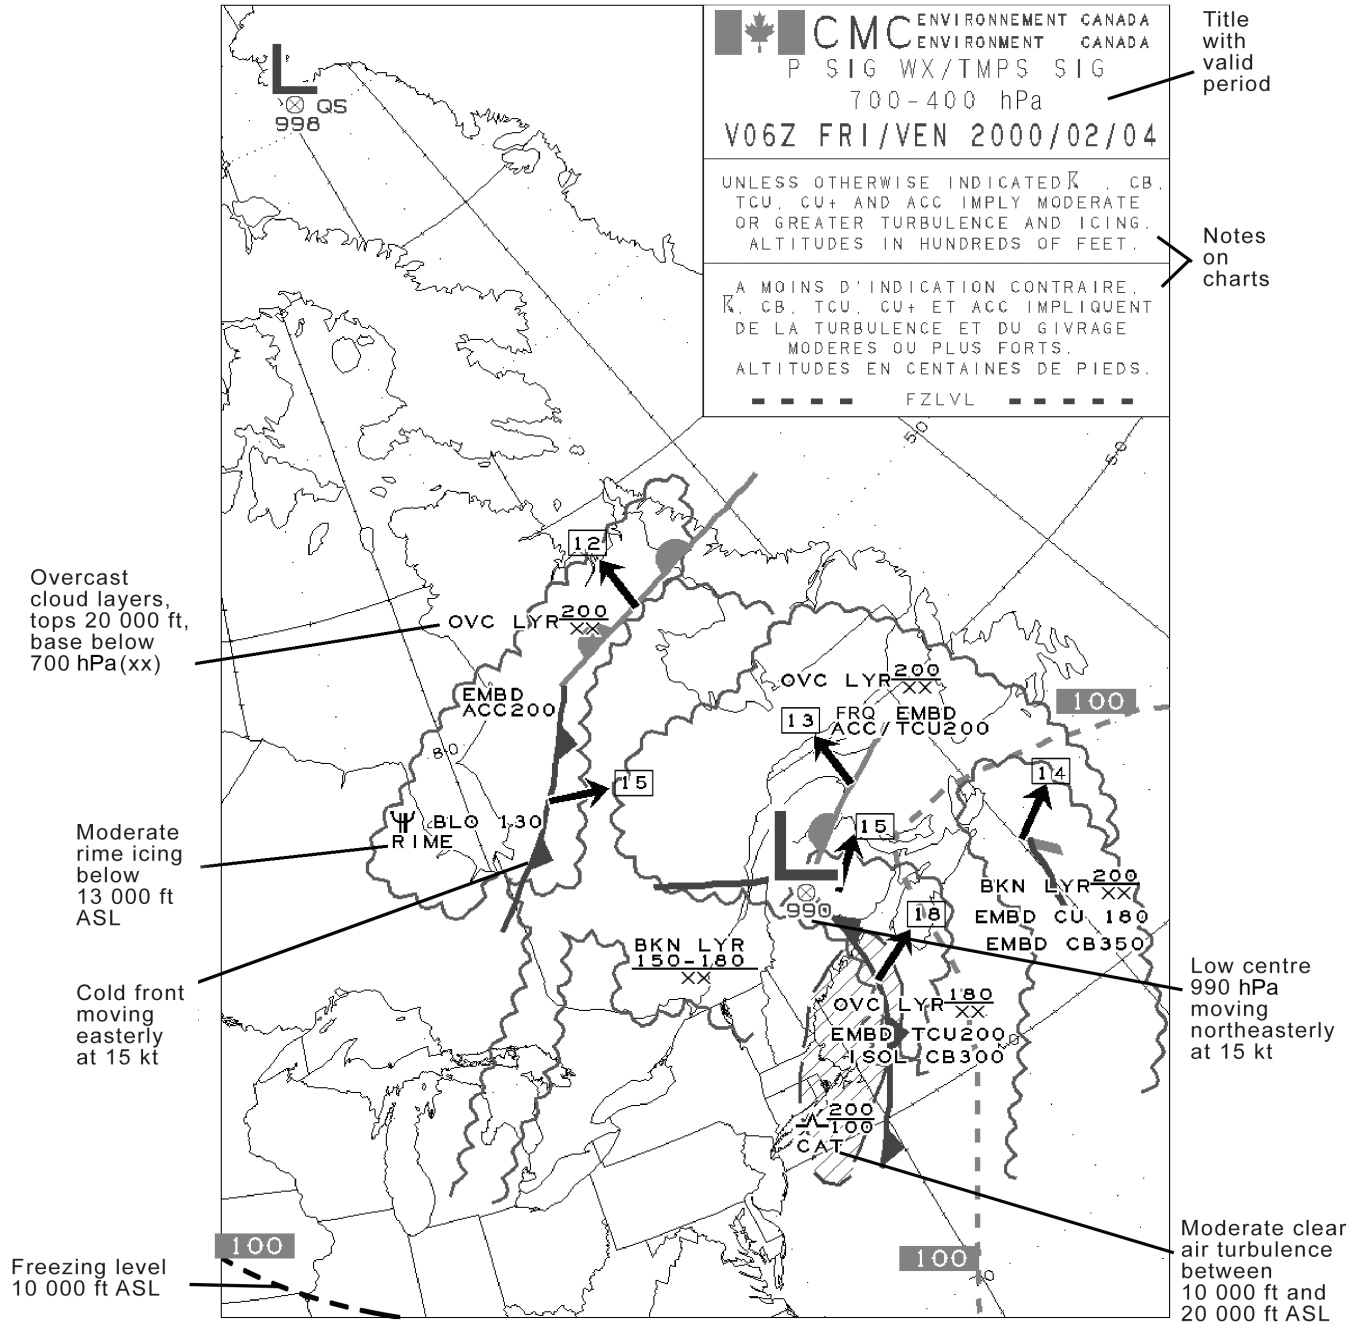 CMC
ENVIRONNEMENT CANADA
ENVIRONMENT CANADA
P SIG WX/TMPS SIG
700-400 hPa
V06Z FRI/VEN 2000/02/04
UNLESS OTHERWISE INDICATED , CB,
TCU, CU+ AND ACC IMPLY MODERATE
OR GREATER TURBULENCE AND ICING.
ALTITUDES IN HUNDREDS OF FEET.
A MOINS D'INDICATION CONTRAIRE,
, CB, TCU, CU+ ET ACC IMPLIQUENT
DE LA TURBULENCE ET DU GIVRAGE
MODERES OU PLUS FORTS.
ALTITUDES EN CENTAINES DE PIEDS.
FZLVL
Title
with
valid
period
Notes
on
charts
L
QS
998
50
50
12
OVC LYR 200
XX
EMBD
ACC200
80
15
BLO 130
RIME
OVC LYR 200
XX
13
FRQ EMBD
ACC/TCU200
100
14
L
15
990
18
BKN LYR 200
XX
EMBD CU 180
EMBD CB350
BKN LYR
150-180
XX
OVC LYR 180
XX
EMBD TCU200
ISOL CB300
200
100
CAT
100
100
Overcast
cloud layers,
tops 20 000 ft,
base below
700 hPa(xx)
Moderate
rime icing
below
13 000 ft
ASL
Cold front
moving
easterly
at 15 kt
Freezing level
10 000 ft ASL
Low centre
990 hPa
moving
northeasterly
at 15 kt
Moderate clear
air turbulence
between
10 000 ft and
20 000 ft ASL